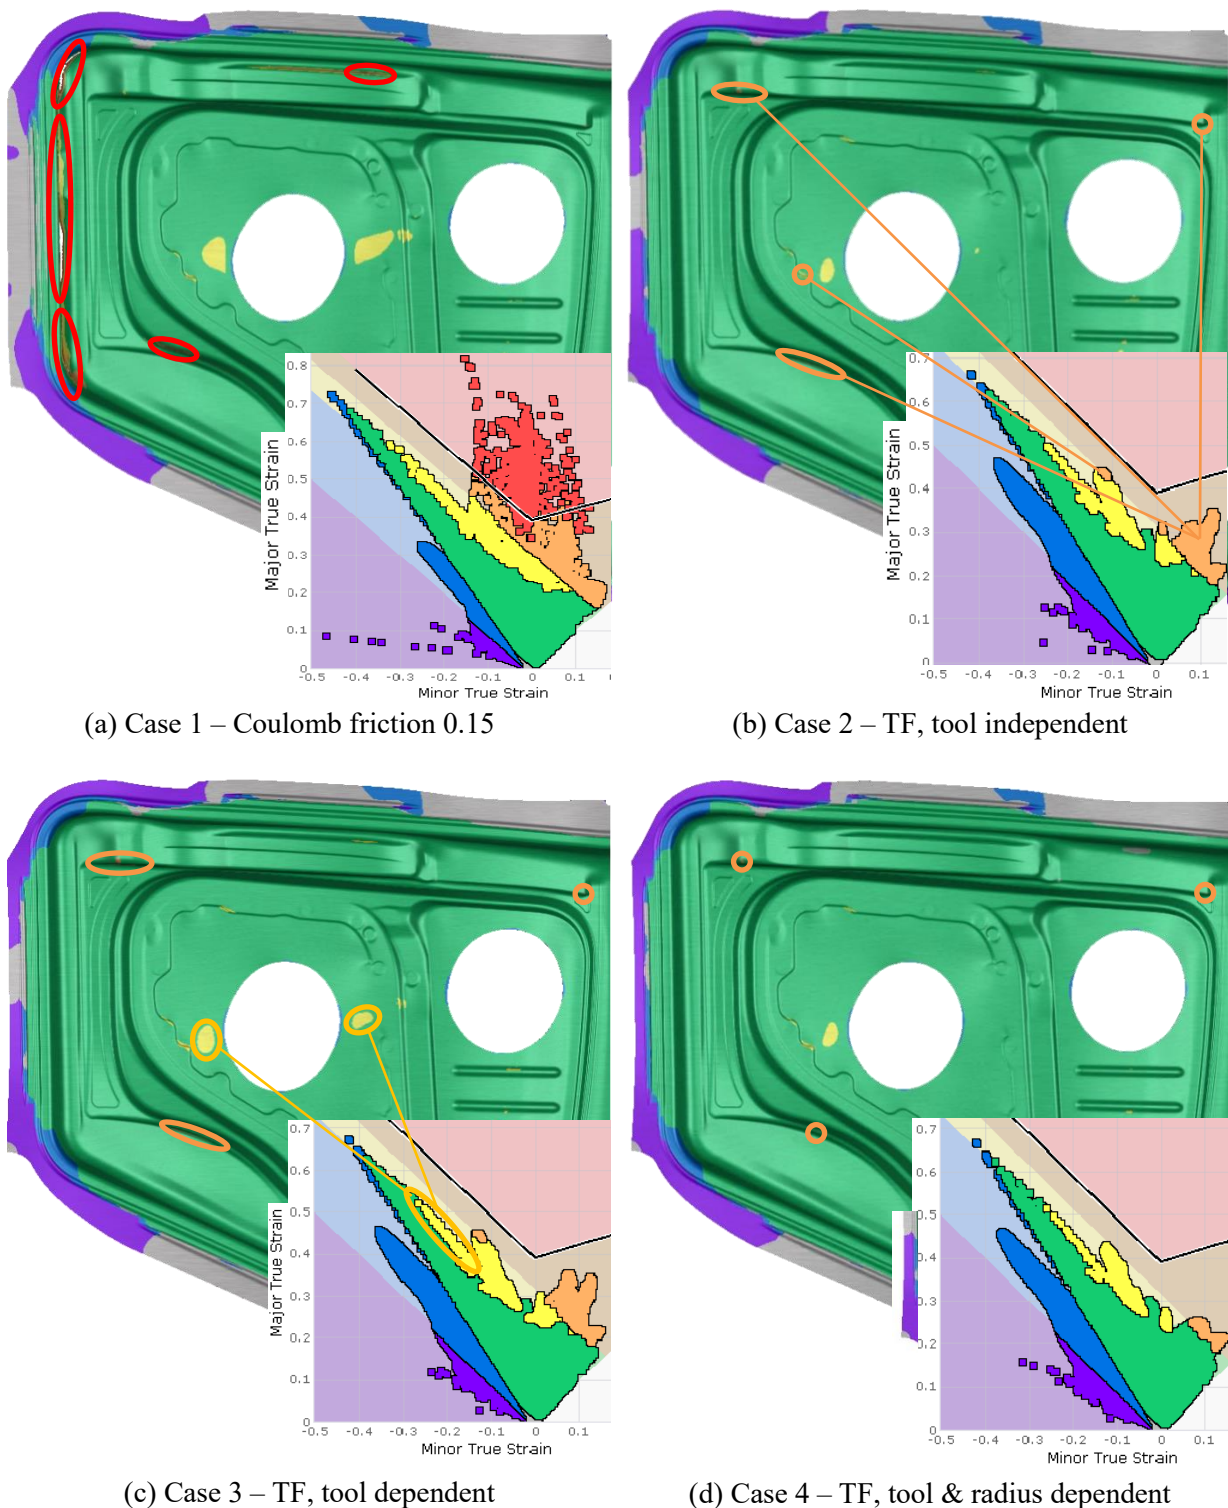 0.8
0.7
0.6
0.5
0.4
0.3
0.2
0.1
0
Major True Strain
-0.5 -0.4 -0.3 -0.2 -0.1 0 0.1
Minor True Strain
(a) Case 1 – Coulomb friction 0.15
0.7
0.6
0.5
0.4
0.3
0.2
0.1
0
Major True Strain
-0.5 -0.4 -0.3 -0.2 -0.1 0 0.1
Minor True Strain
(b) Case 2 – TF, tool independent
0.7
0.6
0.5
0.4
0.3
0.2
0.1
0
Major True Strain
-0.5 -0.4 -0.3 -0.2 -0.1 0 0.1
Minor True Strain
(c) Case 3 – TF, tool dependent
0.7
0.6
0.5
0.4
0.3
0.2
0.1
0
-0.5 -0.4 -0.3 -0.2 -0.1 0 0.1
Minor True Strain
(d) Case 4 – TF, tool & radius dependent